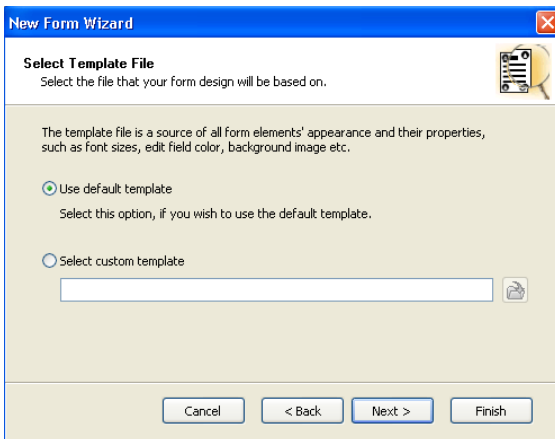 New Form Wizard
Select Template File
Select the file that your form design will be based on.
The template file is a source of all form elements' appearance and their properties,
such as font sizes, edit field color, background image etc.
Use default template
Select this option, if you wish to use the default template.
Select custom template
Cancel
< Back
Next >
Finish